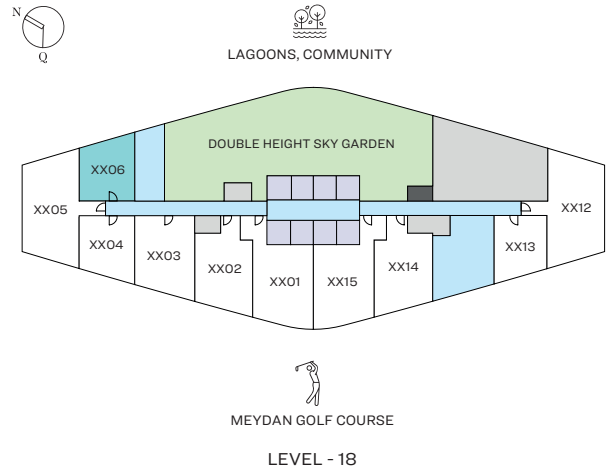 N
Q
LAGOONS, COMMUNITY
DOUBLE HEIGHT SKY GARDEN
XX06
XX05
XX12
XX04
XX03
XX02
XX01
XX15
XX14
XX13
MEYDAN GOLF COURSE
LEVEL - 18